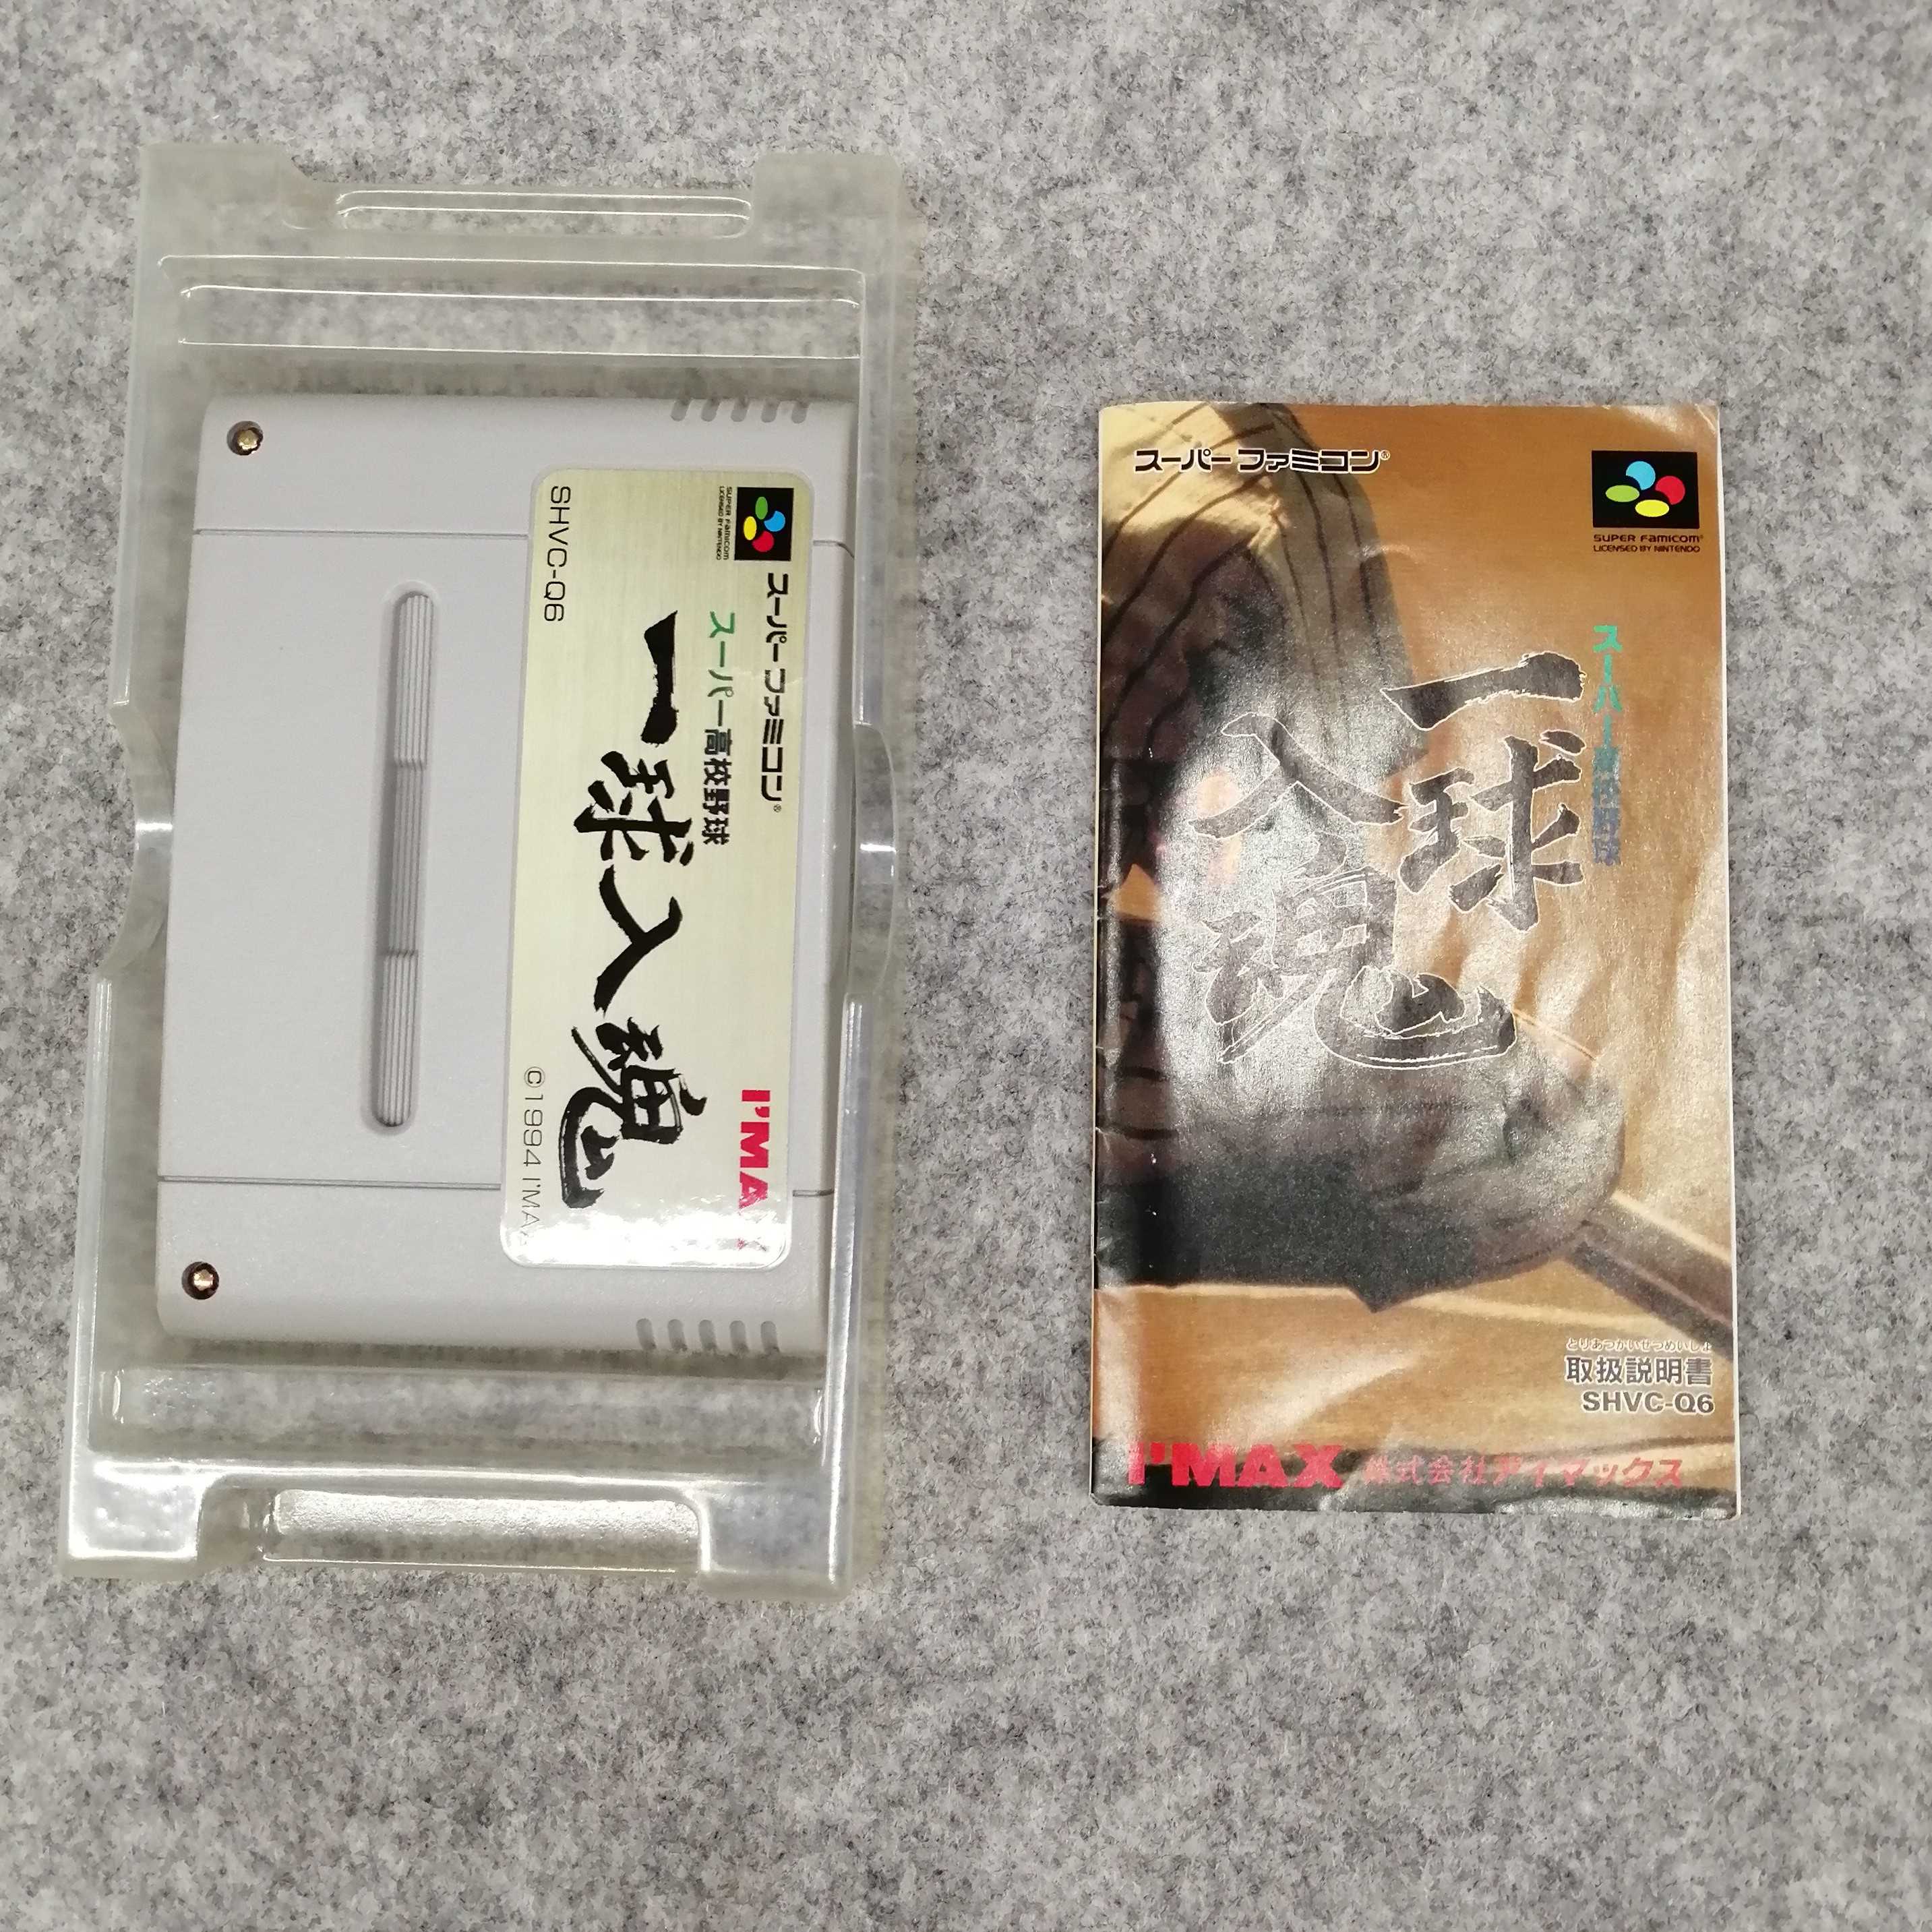 スーパーファミコン®
スーパー高校野球
一球入魂
SUPER FAMICOM
LICENSED BY NINTENDO
SHVC-Q6
I'MAX
©1994 I'MA
スーパーファミコン®
SUPER FAMICOM®
LICENSED BY NINTENDO
スーパー高校野球
一球
入魂
とりあつかいせつめいしょ
取扱説明書
SHVC-Q6
I'MAX 株式会社アイマックス